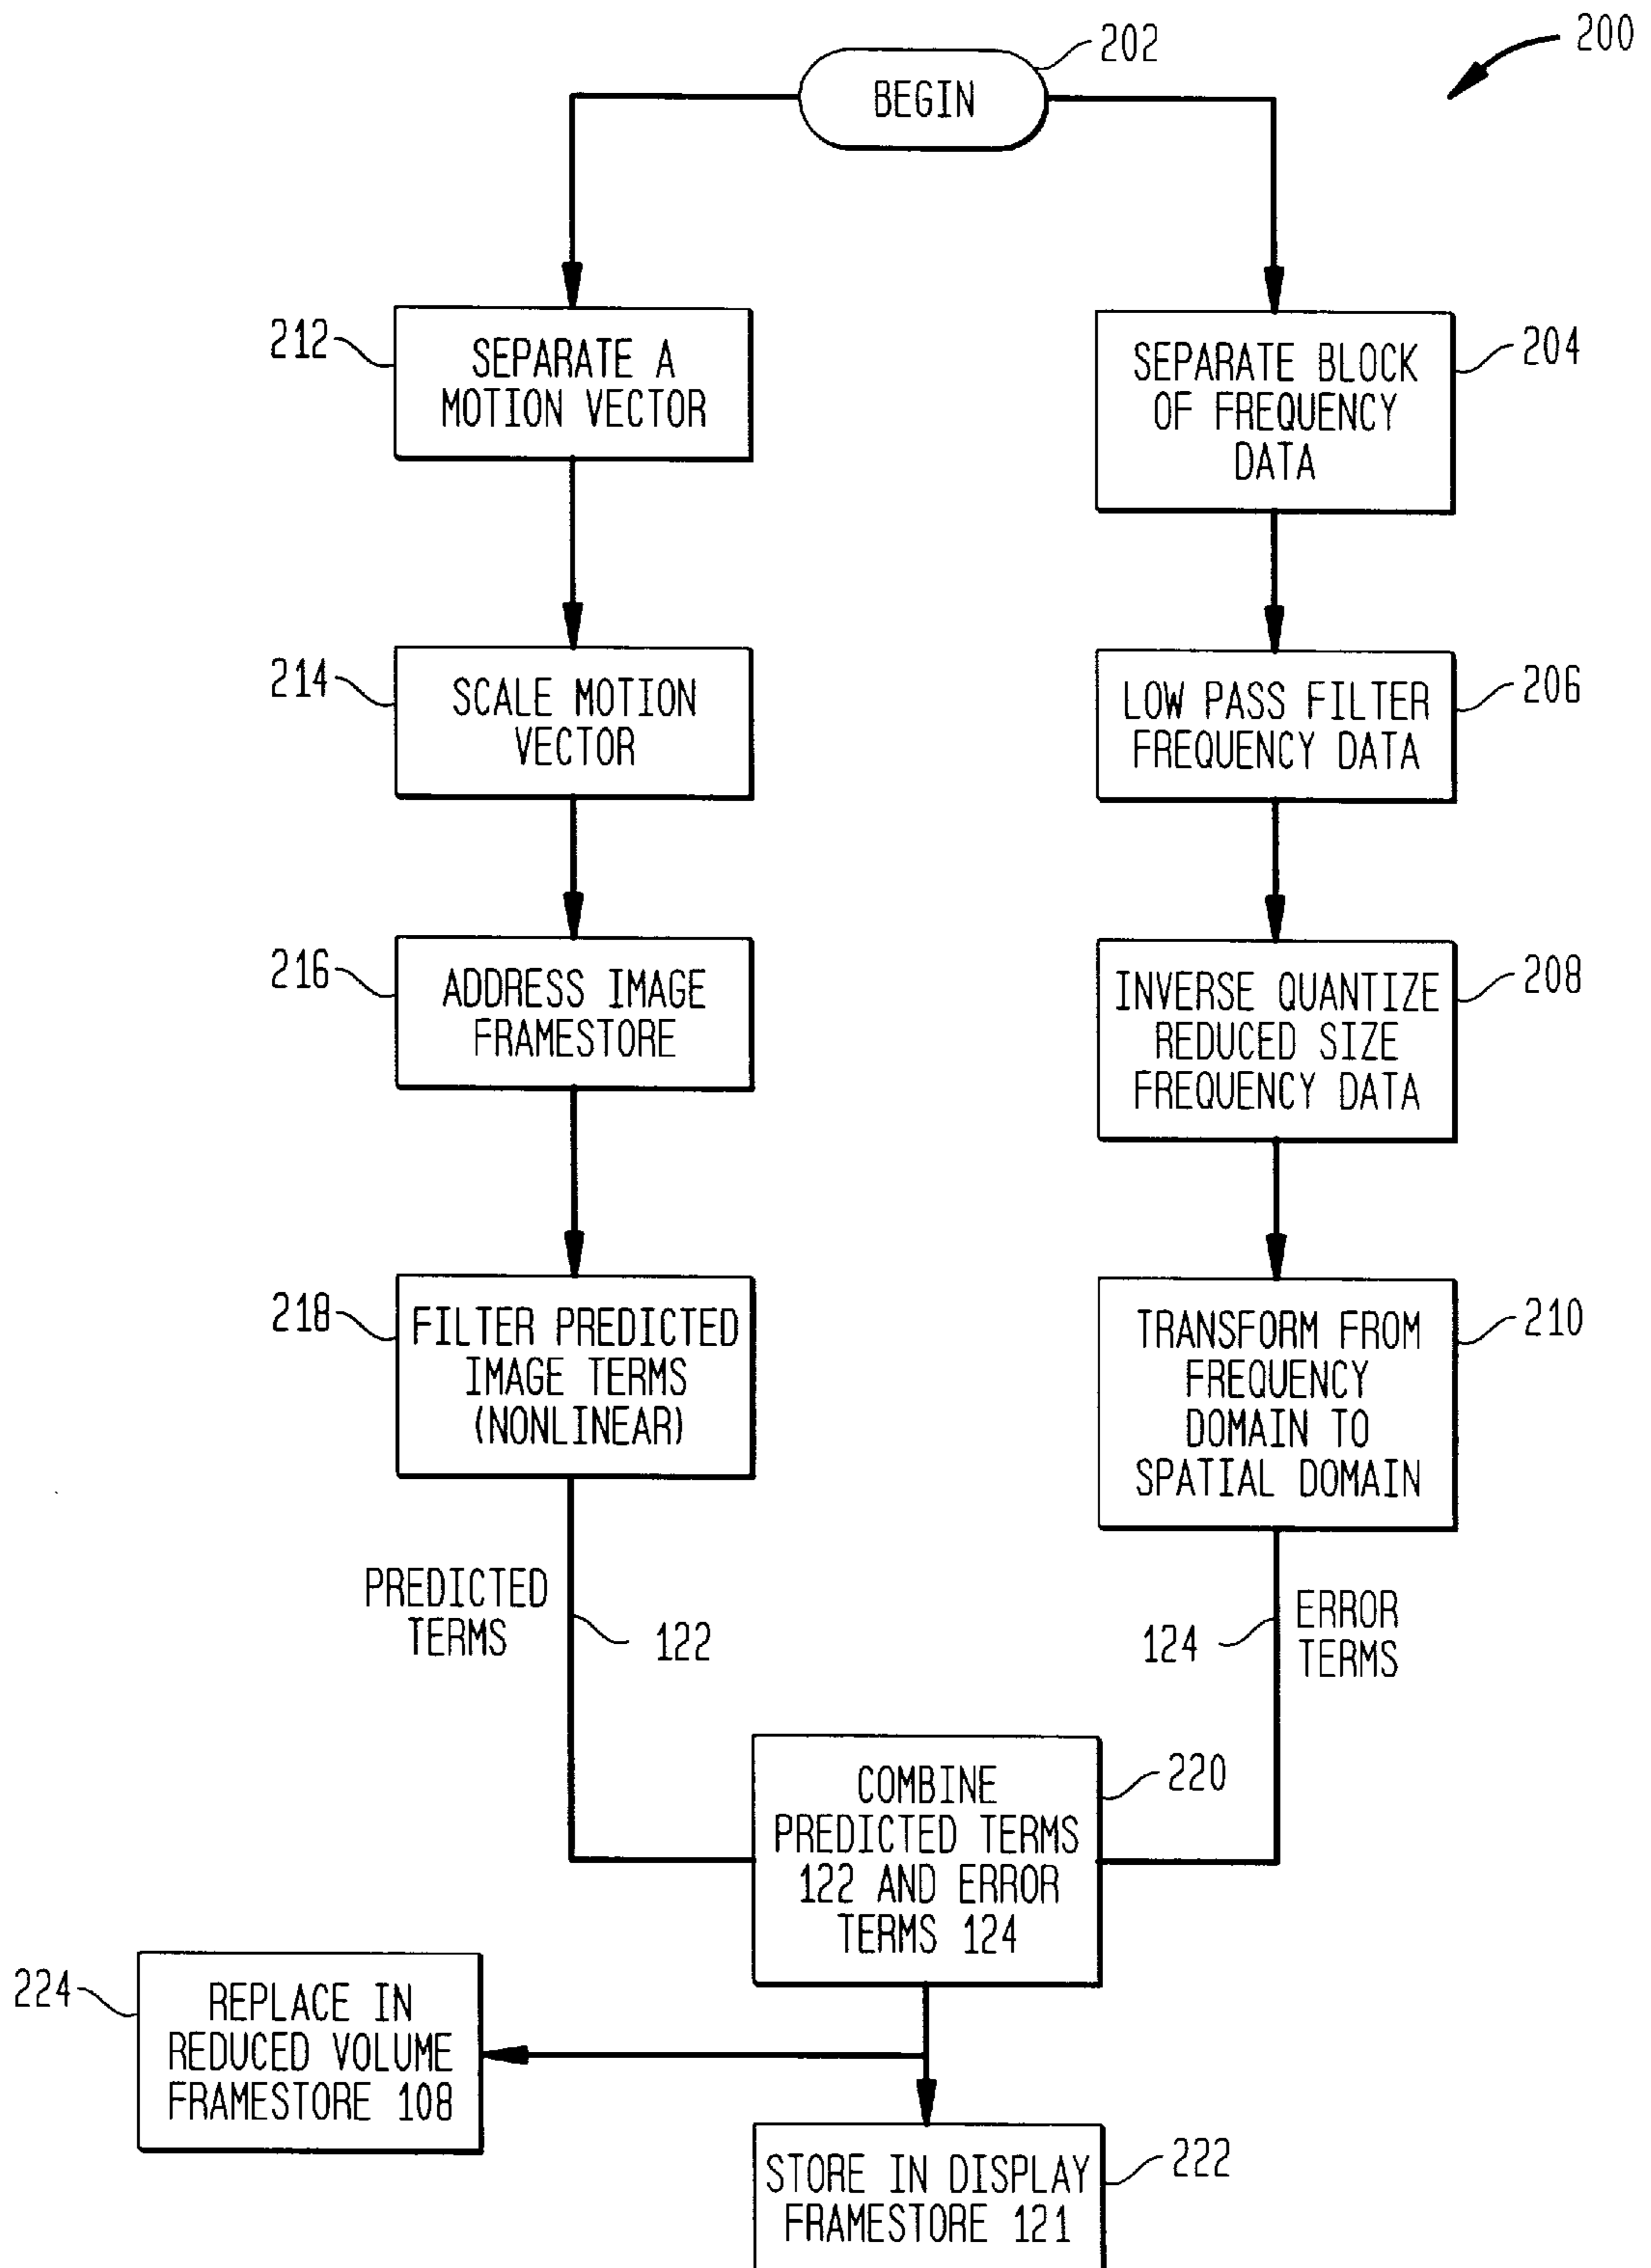 200
202
BEGIN
212
SEPARATE A
MOTION VECTOR
204
SEPARATE BLOCK
OF FREQUENCY
DATA
214
SCALE MOTION
VECTOR
206
LOW PASS FILTER
FREQUENCY DATA
216
ADDRESS IMAGE
FRAMESTORE
208
INVERSE QUANTIZE
REDUCED SIZE
FREQUENCY DATA
218
FILTER PREDICTED
IMAGE TERMS
(NONLINEAR)
210
TRANSFORM FROM
FREQUENCY
DOMAIN TO
SPATIAL DOMAIN
PREDICTED
TERMS
122
124
ERROR
TERMS
220
COMBINE
PREDICTED TERMS
122 AND ERROR
TERMS 124
224
REPLACE IN
REDUCED VOLUME
FRAMESTORE 108
222
STORE IN DISPLAY
FRAMESTORE 121